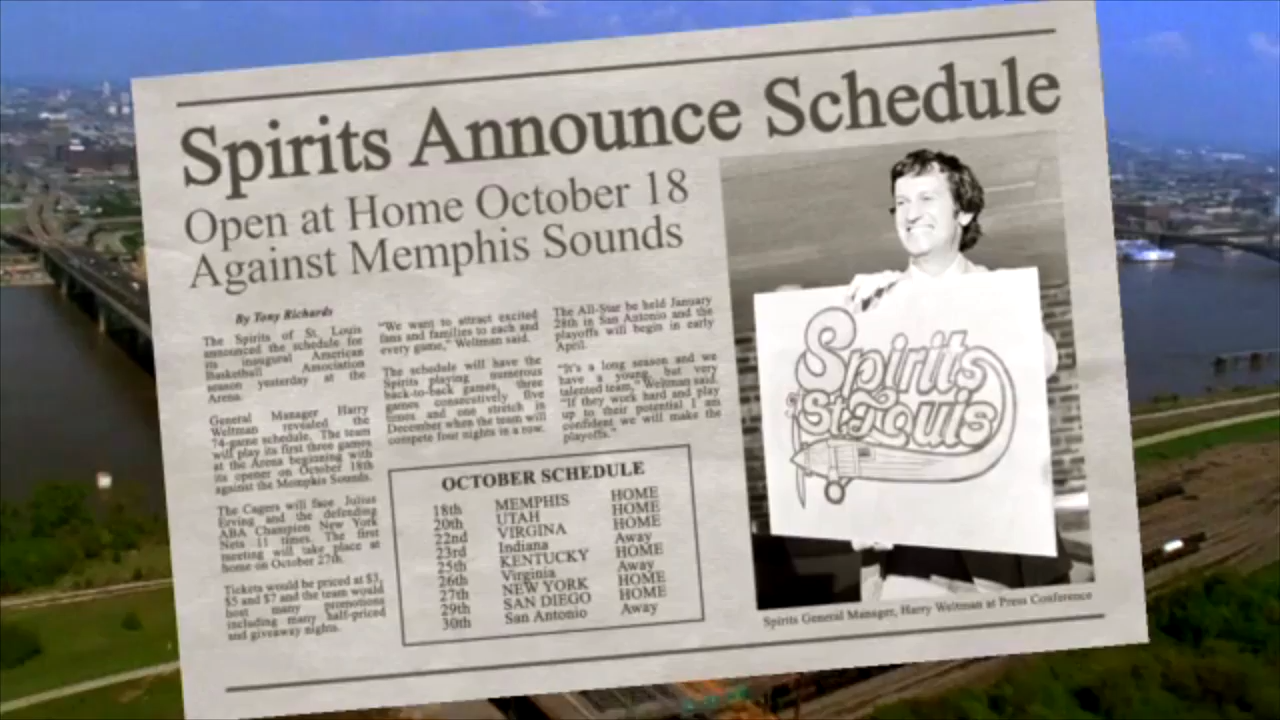 Spirits Announce Schedule
Open at Home October 18
Against Memphis Sounds
By Tony Richards
The Spirits of St. Louis
announced the schedule for
its inaugural American
Basketball Association
season yesterday at the
Arena.
General Manager Harry
Weltman revealed the
74-game schedule. The team
will play its first three games
at the Arena beginning with
its opener on October 18th
against the Memphis Sounds.
The Cagers will face Julius
Erving and the defending
ABA Champion New York
Nets 11 times. The first
meeting will take place at
home on October 27th.
Tickets would be priced at $3,
$5 and $7 and the team would
host many promotions
including many half-priced
and giveaway nights.
"We want to attract excited
fans and families to each and
every game," Weltman said.
The schedule will have the
Spirits playing numerous
back-to-back games, three
games consecutively five
times and one stretch in
December when the team will
compete four nights in a row.
The All-Star be held January
28th in San Antonio and the
playoffs will begin in early
April.
"It's a long season and we
have a young, but very
talented team," Weltman said.
"If they work hard and play
up to their potential I am
confident we will make the
playoffs."
OCTOBER SCHEDULE
18th MEMPHIS HOME
20th UTAH HOME
22nd VIRGINA HOME
23rd Indiana Away
25th KENTUCKY HOME
26th Virginia Away
27th NEW YORK HOME
29th SAN DIEGO HOME
30th San Antonio Away
Spirits
of St. Louis
Spirits General Manager, Harry Weltman at Press Conference